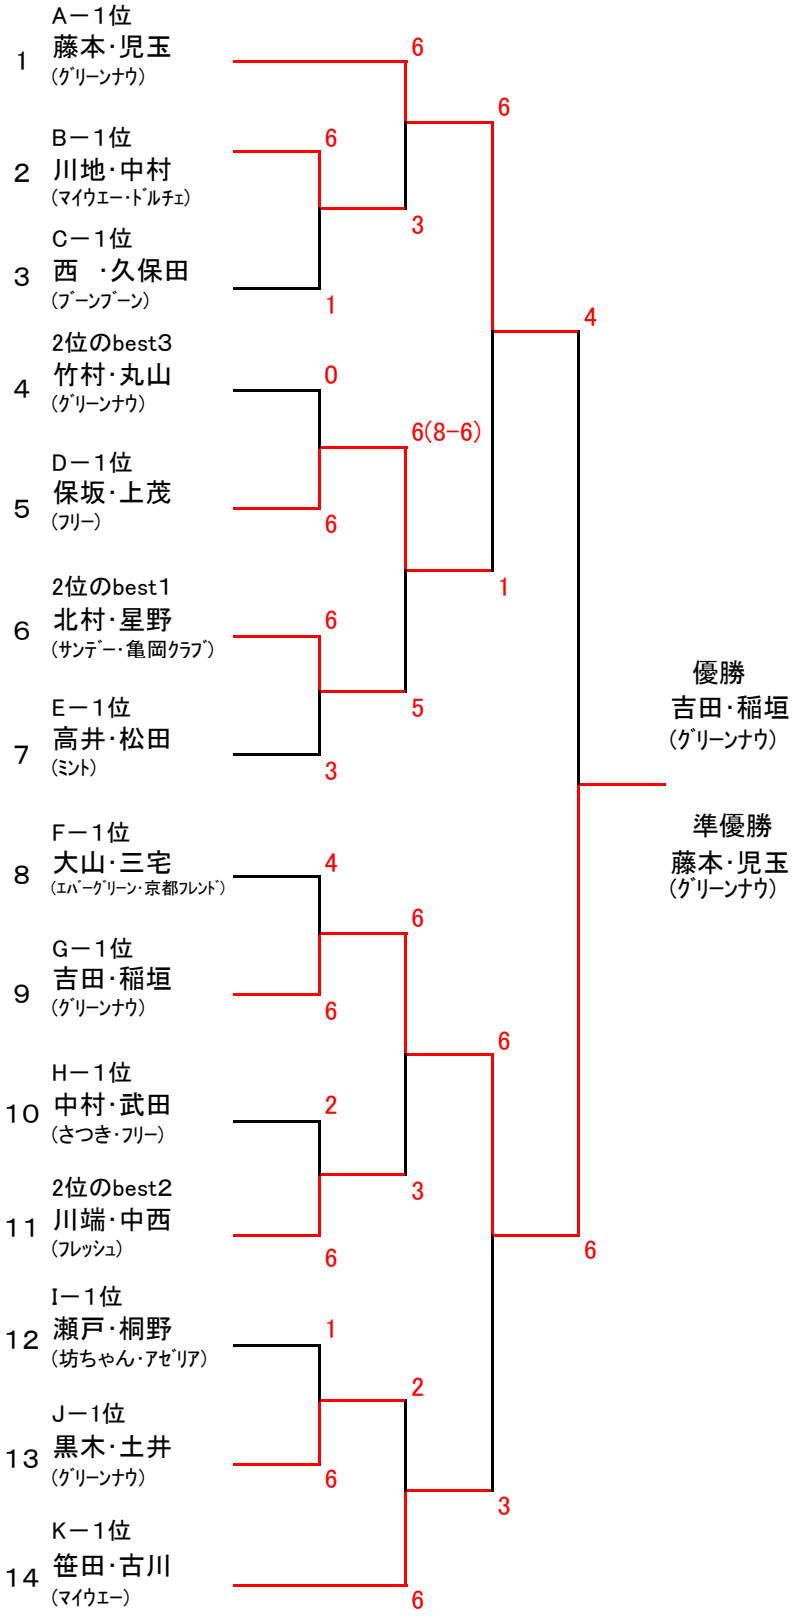 A－１位
1 藤本･児玉
(ｸﾞﾘｰﾝﾅｳ)
6
6
B－１位
6
2 川地･中村
(ﾏｲｳｴｰ･ﾄﾞﾙﾁｪ)
3
C－１位
3 西　･久保田
(ﾌﾞｰﾝﾌﾞｰﾝ)
1
4
2位のbest３
4 竹村･丸山
(ｸﾞﾘｰﾝﾅｳ)
0
6(8-6)
D－１位
5 保坂･上茂
(ﾌﾘｰ)
6
1
2位のbest１
6 北村･星野
(ｻﾝﾃﾞｰ･亀岡ｸﾗﾌﾞ)
6
5
E－１位
7 高井･松田
(ﾐﾝﾄ)
3
優勝
吉田･稲垣
(ｸﾞﾘｰﾝﾅｳ)
準優勝
藤本･児玉
(ｸﾞﾘｰﾝﾅｳ)
F－１位
8 大山･三宅
(ｴﾊﾞｰｸﾞﾘｰﾝ･京都ﾌﾚﾝﾄﾞ)
4
6
G－１位
9 吉田･稲垣
(ｸﾞﾘｰﾝﾅｳ)
6
6
H－１位
10 中村･武田
(さつき･ﾌﾘｰ)
2
3
2位のbest２
11 川端･中西
(ﾌﾚｯｼｭ)
6
6
I－１位
12 瀬戸･桐野
(坊ちゃん･ｱｾﾞﾘｱ)
1
2
J－1位
13 黒木･土井
(ｸﾞﾘｰﾝﾅｳ)
6
3
K－１位
14 笹田･古川
(ﾏｲｳｴｰ)
6